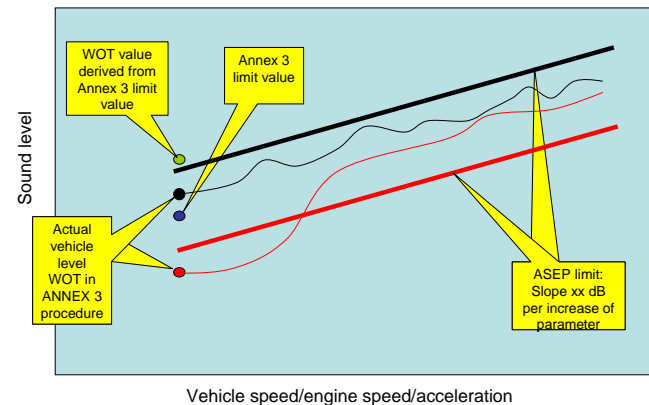 WOT value
derived from
Annex 3 limit
value
Annex 3
limit value
Sound level
Actual
vehicle
level
WOT in
ANNEX 3
procedure
ASEP limit:
Slope xx dB
per increase of
parameter
Vehicle speed/engine speed/acceleration